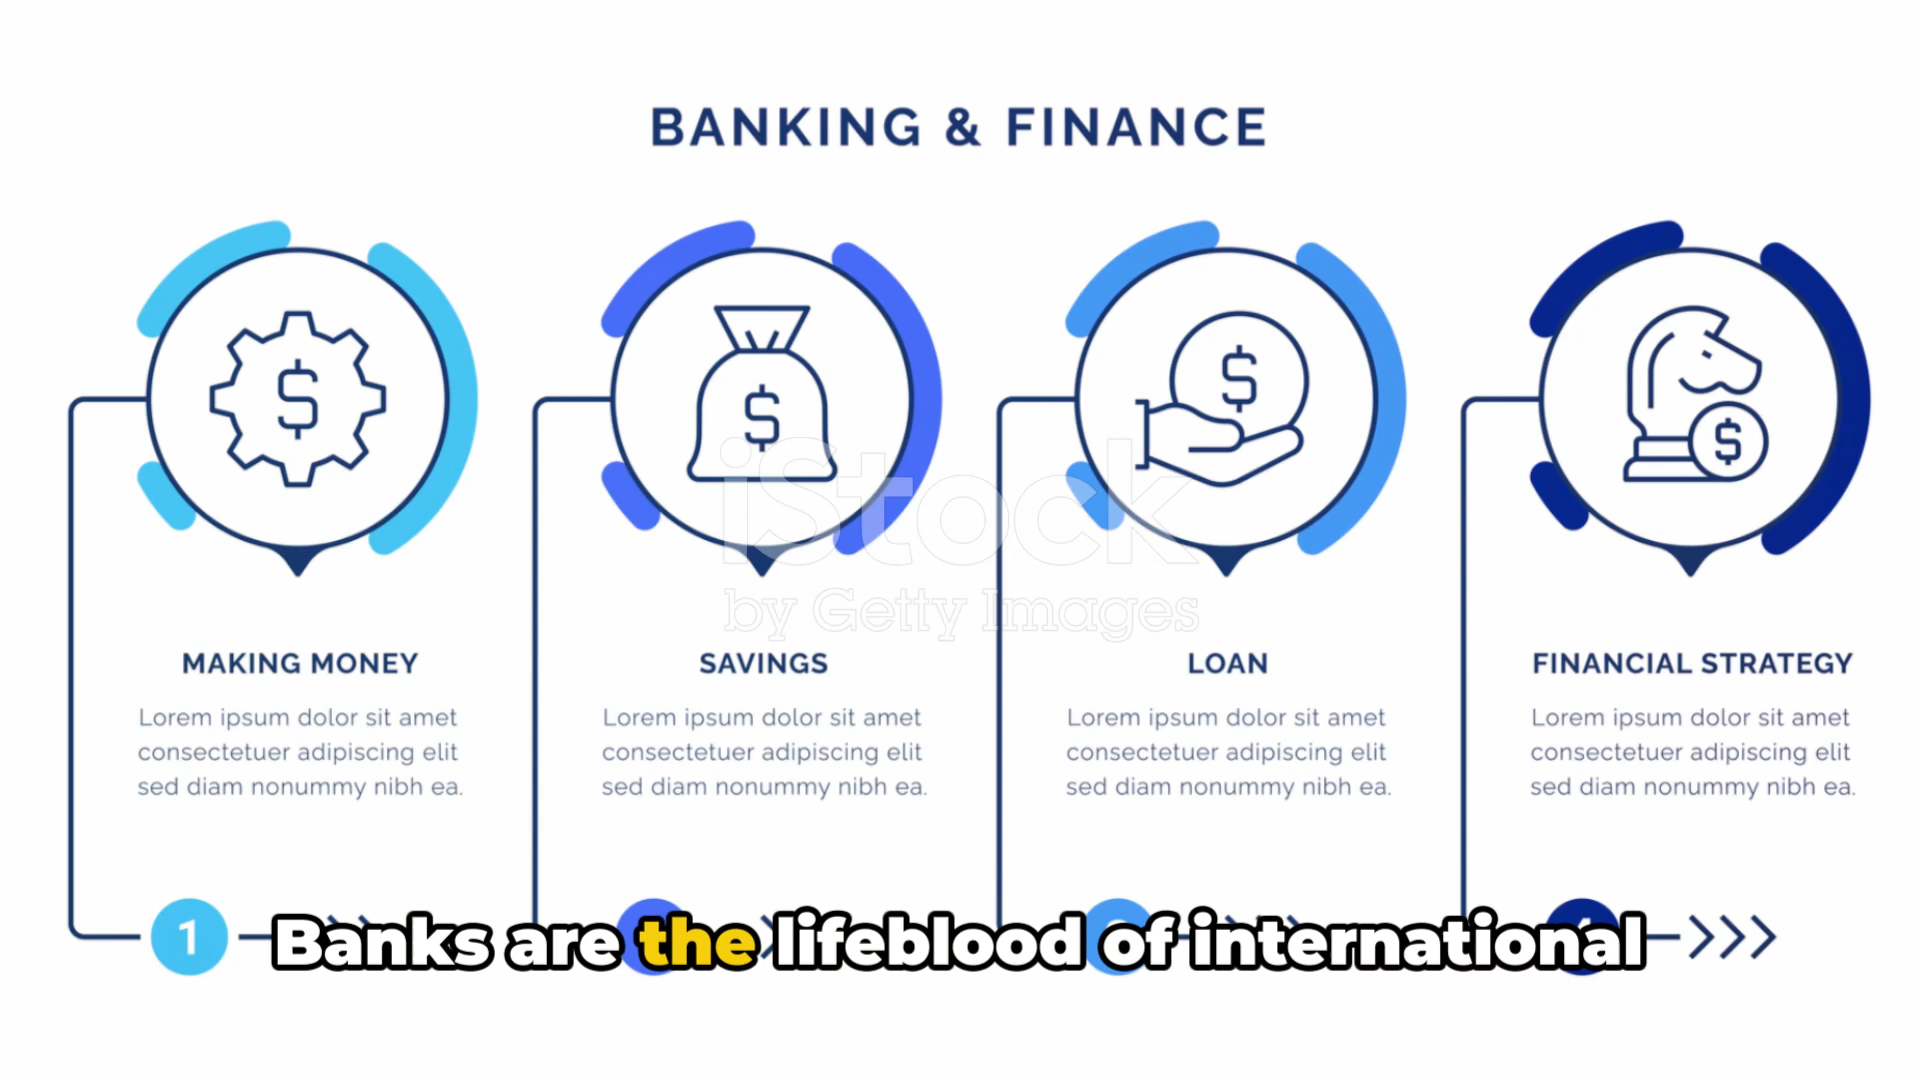 BANKING & FINANCE
$
$
$
$
iStock
by Getty Images
MAKING MONEY
Lorem ipsum dolor sit amet
consectetuer adipiscing elit
sed diam nonummy nibh ea.
SAVINGS
Lorem ipsum dolor sit amet
consectetuer adipiscing elit
sed diam nonummy nibh ea.
LOAN
Lorem ipsum dolor sit amet
consectetuer adipiscing elit
sed diam nonummy nibh ea.
FINANCIAL STRATEGY
Lorem ipsum dolor sit amet
consectetuer adipiscing elit
sed diam nonummy nibh ea.
1
Banks are the lifeblood of international